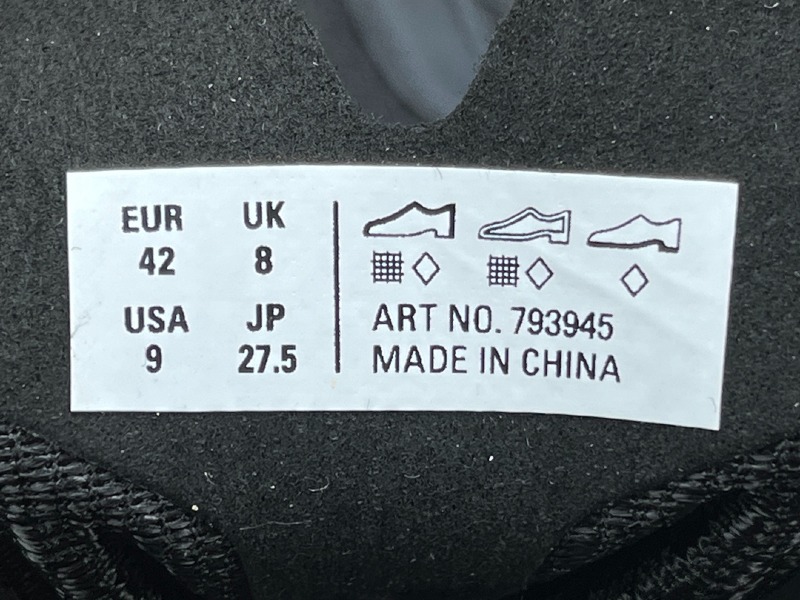 EUR UK
42 8
USA JP
9 27.5
ART NO. 793945
MADE IN CHINA